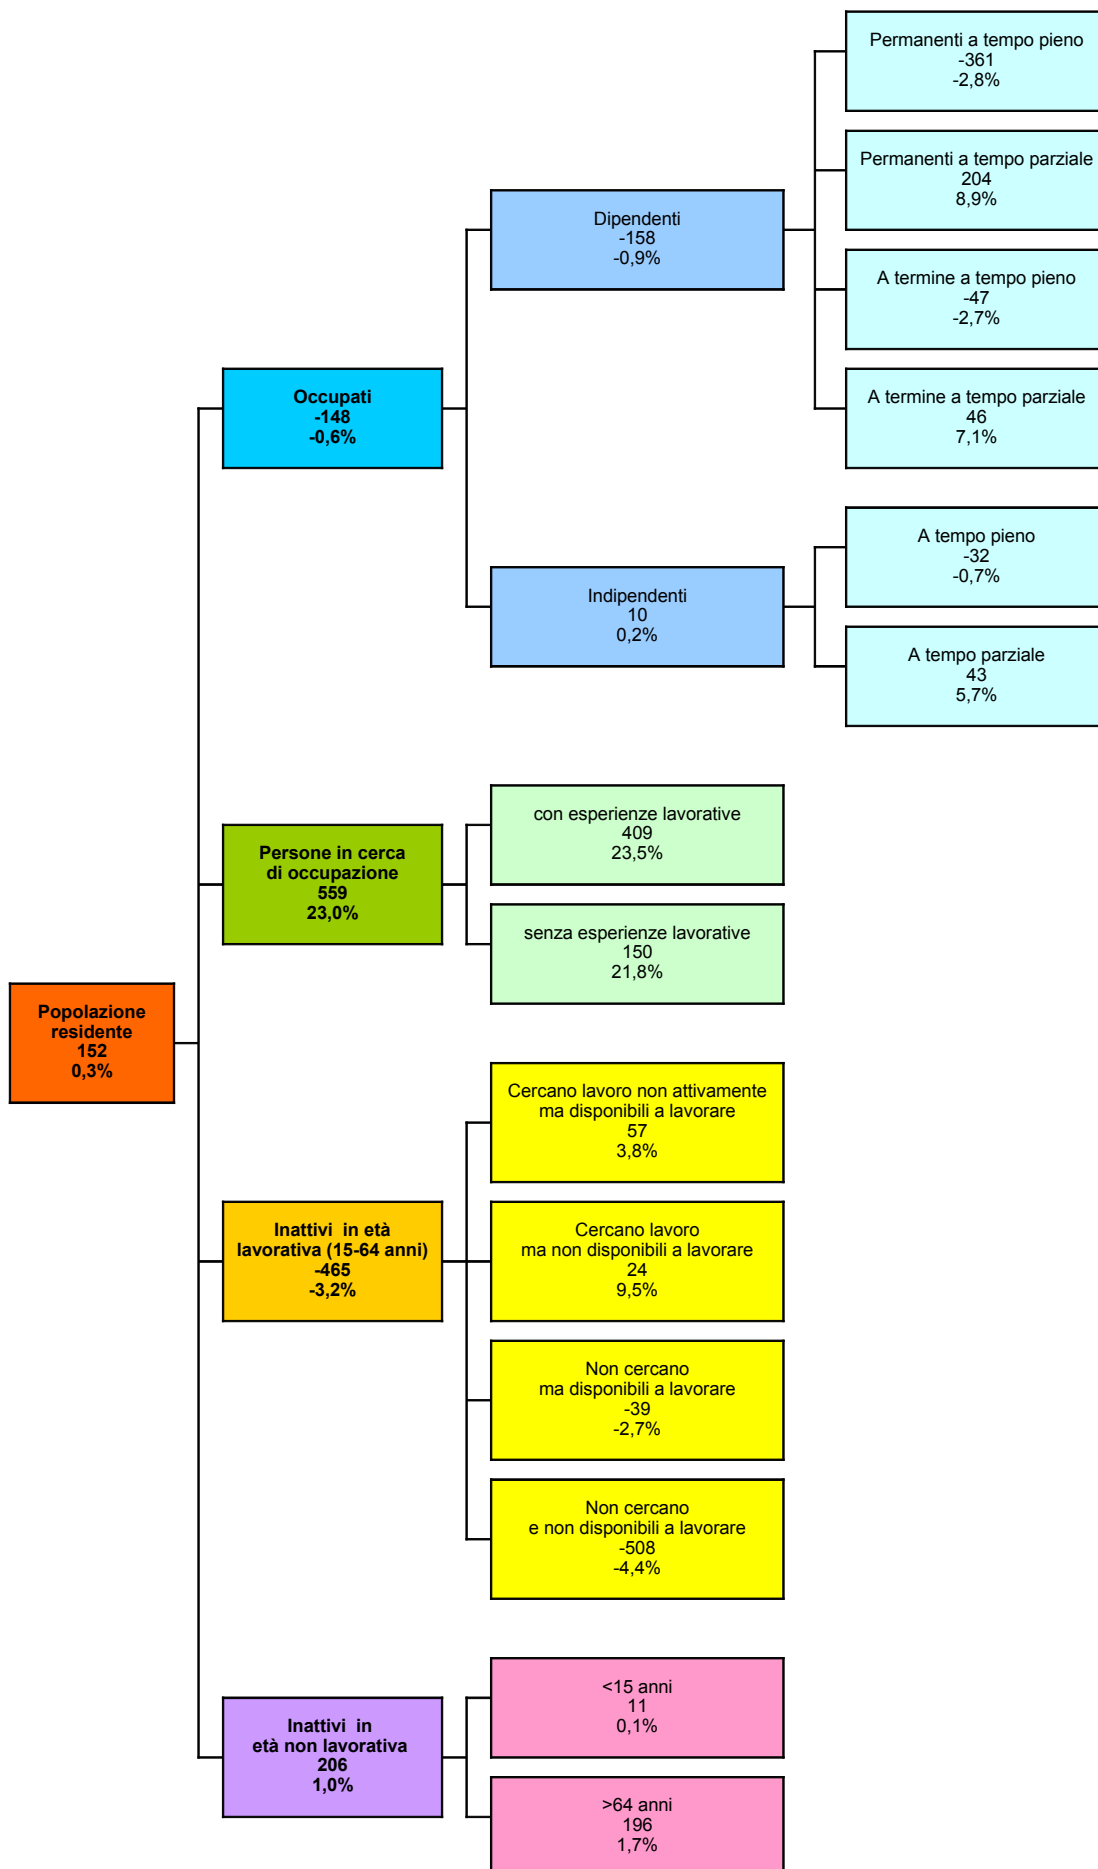 Popolazione
residente
152
0,3%
Occupati
-148
-0,6%
Dipendenti
-158
-0,9%
Permanenti a tempo pieno
-361
-2,8%
Permanenti a tempo parziale
204
8,9%
A termine a tempo pieno
-47
-2,7%
A termine a tempo parziale
46
7,1%
Indipendenti
10
0,2%
A tempo pieno
-32
-0,7%
A tempo parziale
43
5,7%
Persone in cerca
di occupazione
559
23,0%
con esperienze lavorative
409
23,5%
senza esperienze lavorative
150
21,8%
Inattivi in età
lavorativa (15-64 anni)
-465
-3,2%
Cercano lavoro non attivamente
ma disponibili a lavorare
57
3,8%
Cercano lavoro
ma non disponibili a lavorare
24
9,5%
Non cercano
ma disponibili a lavorare
-39
-2,7%
Non cercano
e non disponibili a lavorare
-508
-4,4%
Inattivi in
età non lavorativa
206
1,0%
<15 anni
11
0,1%
>64 anni
196
1,7%